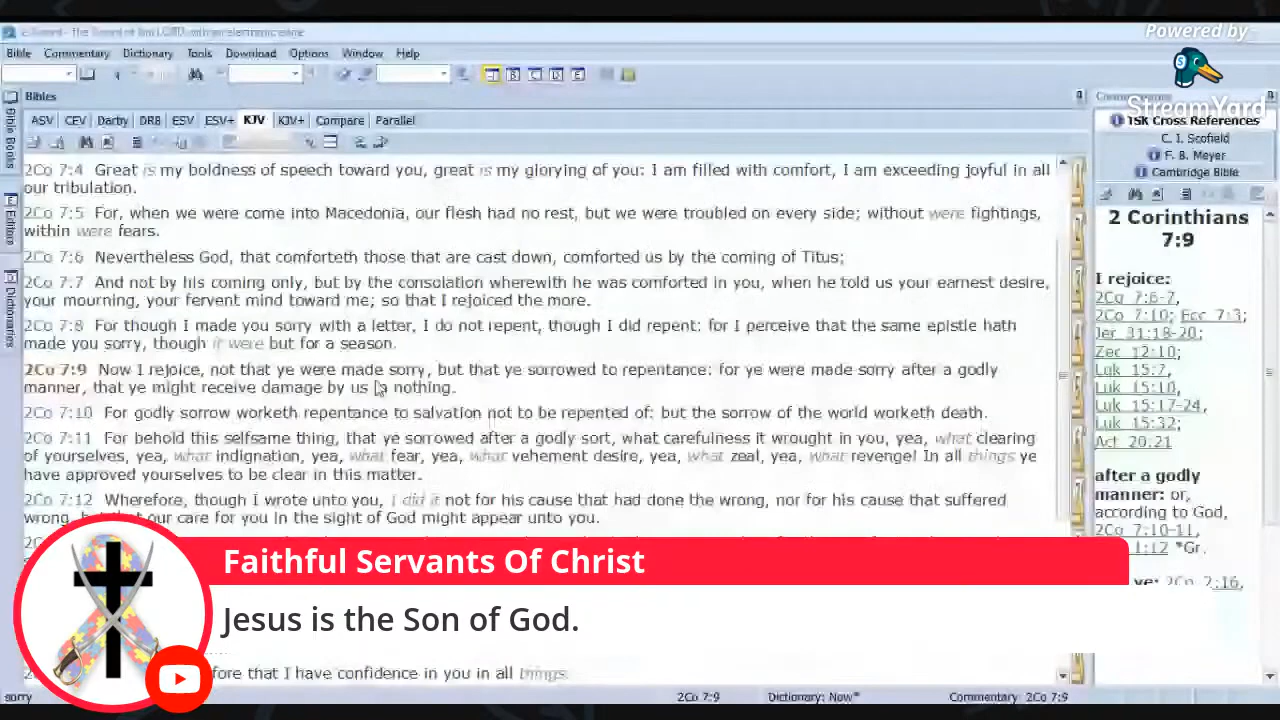 Powered by
StreamYard
e-Sword - The Sword of the LORD with an electronic edge
Bible Commentary Dictionary Tools Download Options Window Help
Bibles
ASV CEV Darby DRB ESV ESV+ KJV KJV+ Compare Parallel
Bible Books
Editors
Dictionaries
2Co 7:4 Great is my boldness of speech toward you, great is my glorying of you: I am filled with comfort, I am exceeding joyful in all
our tribulation.
2Co 7:5 For, when we were come into Macedonia, our flesh had no rest, but we were troubled on every side; without were fightings,
within were fears.
2Co 7:6 Nevertheless God, that comforteth those that are cast down, comforted us by the coming of Titus;
2Co 7:7 And not by his coming only, but by the consolation wherewith he was comforted in you, when he told us your earnest desire,
your mourning, your fervent mind toward me; so that I rejoiced the more.
2Co 7:8 For though I made you sorry with a letter, I do not repent, though I did repent: for I perceive that the same epistle hath
made you sorry, though it were but for a season.
2Co 7:9 Now I rejoice, not that ye were made sorry, but that ye sorrowed to repentance: for ye were made sorry after a godly
manner, that ye might receive damage by us in nothing.
2Co 7:10 For godly sorrow worketh repentance to salvation not to be repented of: but the sorrow of the world worketh death.
2Co 7:11 For behold this selfsame thing, that ye sorrowed after a godly sort, what carefulness it wrought in you, yea, what clearing
of yourselves, yea, what indignation, yea, what fear, yea, what vehement desire, yea, what zeal, yea, what revenge! In all things ye
have approved yourselves to be clear in this matter.
2Co 7:12 Wherefore, though I wrote unto you, I did it not for his cause that had done the wrong, nor for his cause that suffered
wrong, but that our care for you in the sight of God might appear unto you.
that I have confidence in you in all things.
TSK Cross References
C. I. Scofield
F. B. Meyer
Cambridge Bible
2 Corinthians
7:9
I rejoice:
2Co 7:6-7,
2Co 7:10; Ecc 7:3;
Jer 31:18-20;
Zec 12:10;
Luk 15:7,
Luk 15:10,
Luk 15:17-24,
Luk 15:32;
Act 20:21
after a godly
manner: or,
according to God,
2Co 7:10-11,
1:12 *Gr.
ye: 2Co 2:16,
Faithful Servants Of Christ
Jesus is the Son of God.
sorry 2Co 7:9 Dictionary: Now* Commentary: 2Co 7:9